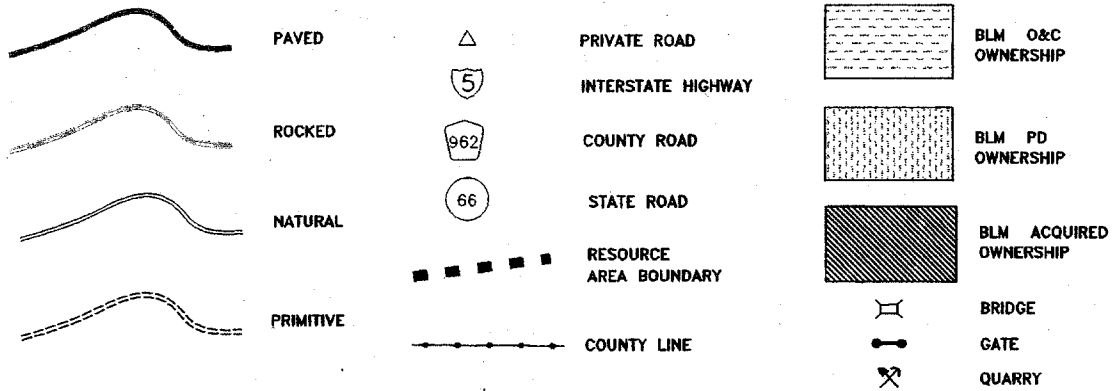 PAVED
ROCKED
NATURAL
PRIMITIVE
PRIVATE ROAD
5
INTERSTATE HIGHWAY
962
COUNTY ROAD
66
STATE ROAD
RESOURCE
AREA BOUNDARY
COUNTY LINE
BLM O&C
OWNERSHIP
BLM PD
OWNERSHIP
BLM ACQUIRED
OWNERSHIP
BRIDGE
GATE
QUARRY